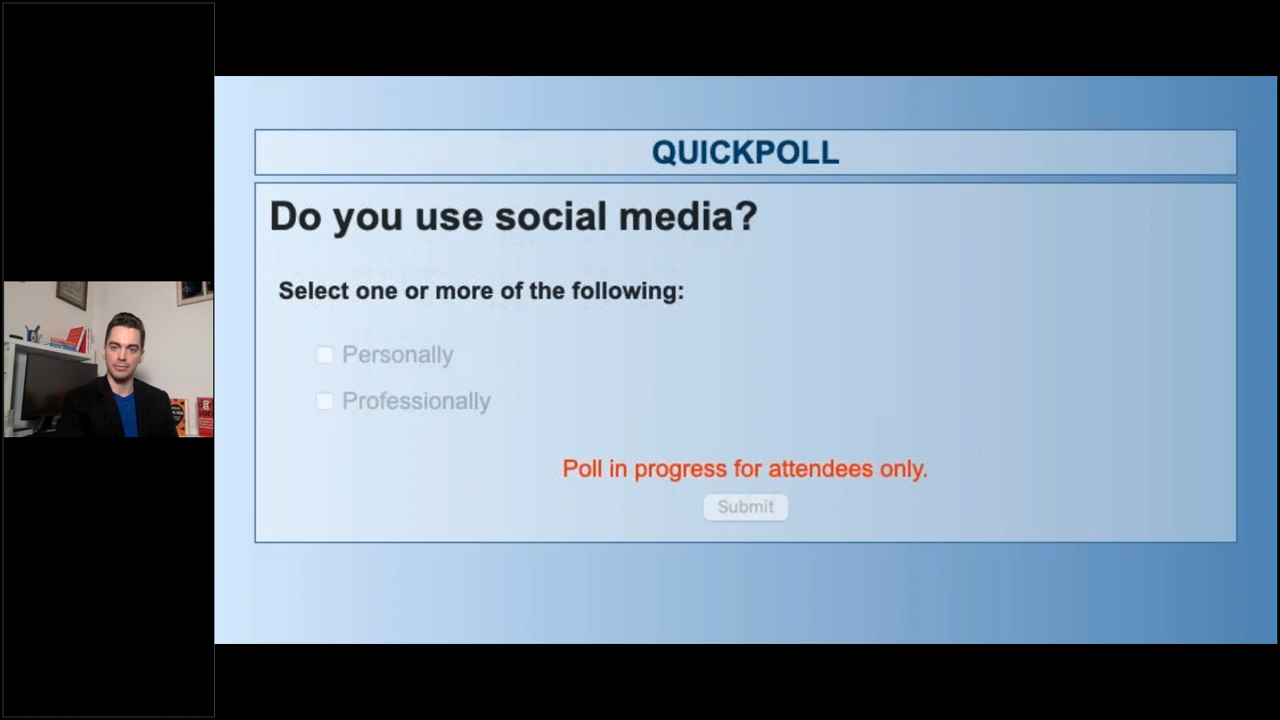 QUICKPOLL
Do you use social media?
Select one or more of the following:
Personally
Professionally
Poll in progress for attendees only.
Submit